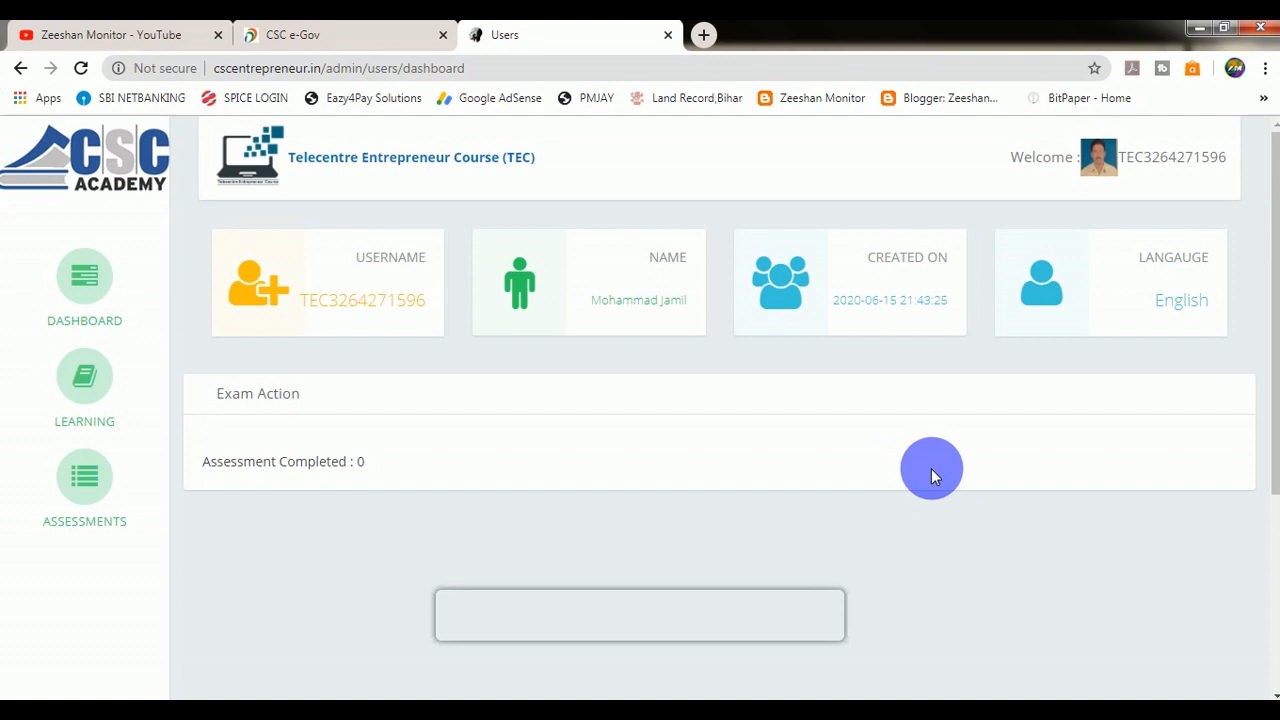 Zeeshan Monitor - YouTube
CSC e-Gov
Users
Not secure
cscentrepreneur.in/admin/users/dashboard
Apps
SBI NETBANKING
SPICE LOGIN
Eazy4Pay Solutions
Google AdSense
PMJAY
Land Record,Bihar
Zeeshan Monitor
Blogger: Zeeshan...
BitPaper - Home
CSC
ACADEMY
Telecentre Entrepreneur Course
Telecentre Entrepreneur Course (TEC)
Welcome : TEC3264271596
USERNAME
TEC3264271596
NAME
Mohammad Jamil
CREATED ON
2020-06-15 21:43:25
LANGAUGE
English
DASHBOARD
LEARNING
ASSESSMENTS
Exam Action
Assessment Completed : 0